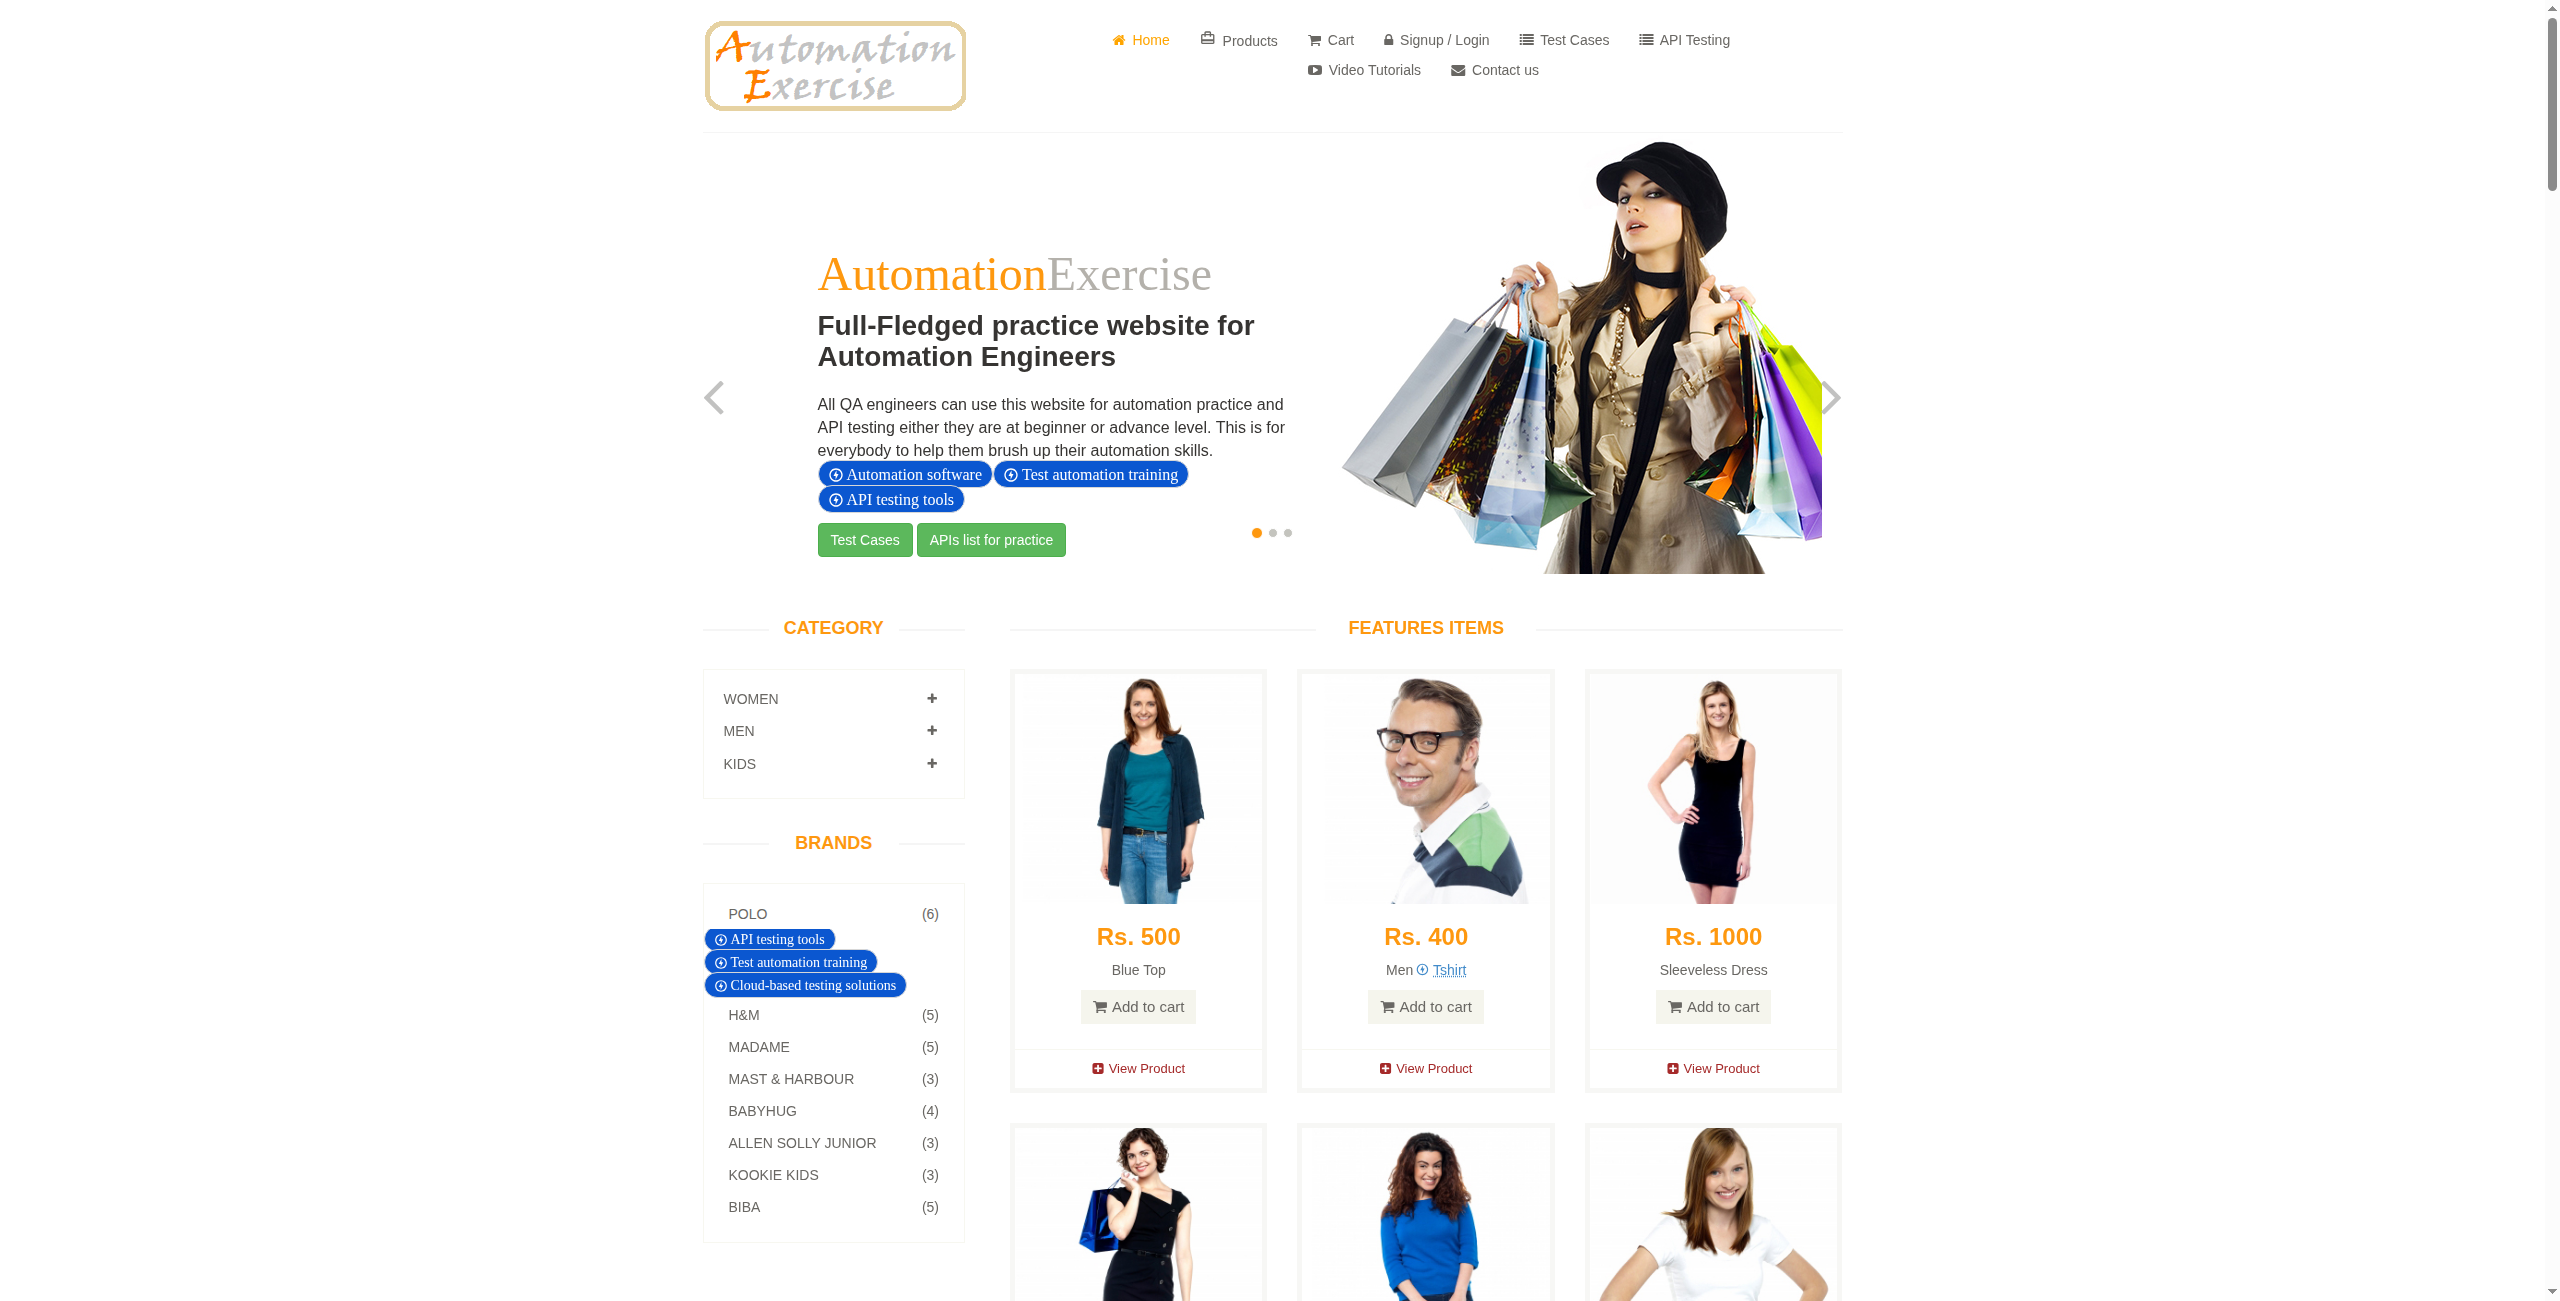 Automation
Exercise
Home
Products
Cart
Signup / Login
Test Cases
API Testing
Video Tutorials
Contact us
AutomationExercise
Full-Fledged practice website for
Automation Engineers
All QA engineers can use this website for automation practice and
API testing either they are at beginner or advance level. This is for
everybody to help them brush up their automation skills.
Automation software
Test automation training
API testing tools
Test Cases
APIs list for practice
CATEGORY
WOMEN
MEN
KIDS
BRANDS
POLO (6)
API testing tools
Test automation training
Cloud-based testing solutions
H&M (5)
MADAME (5)
MAST & HARBOUR (3)
BABYHUG (4)
ALLEN SOLLY JUNIOR (3)
KOOKIE KIDS (3)
BIBA (5)
FEATURES ITEMS
Rs. 500
Blue Top
Add to cart
View Product
Rs. 400
Men Tshirt
Add to cart
View Product
Rs. 1000
Sleeveless Dress
Add to cart
View Product